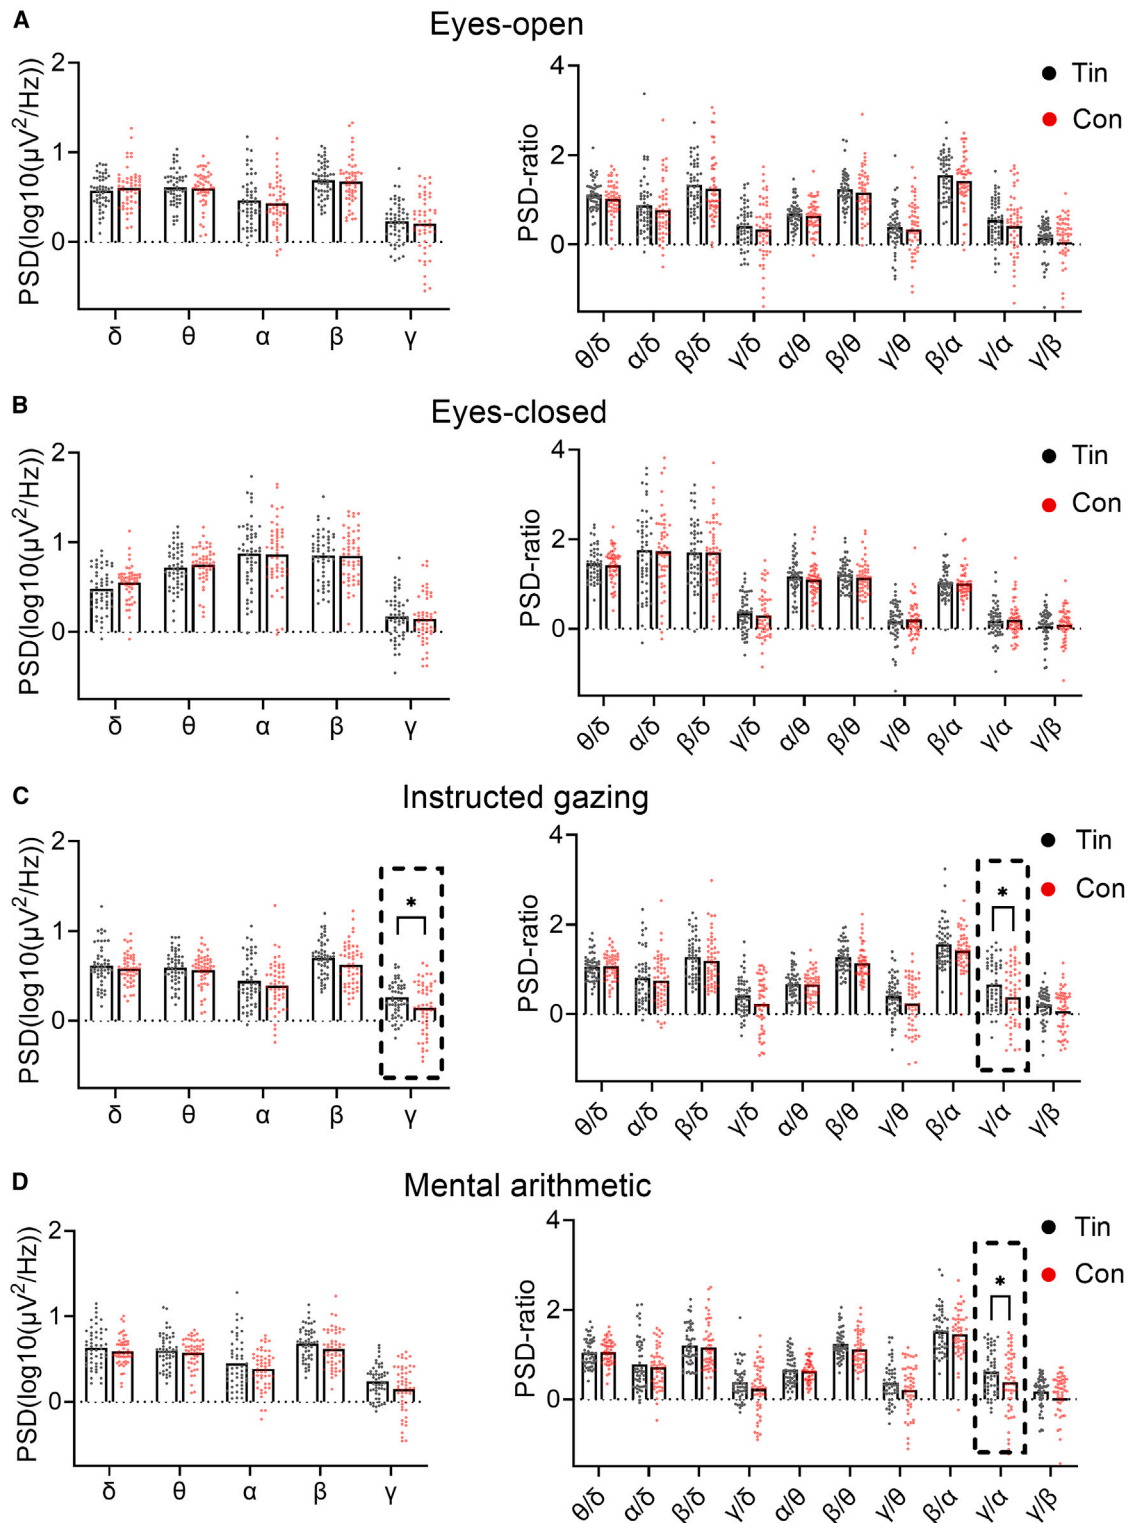 A
Eyes-open
PSD(log10(µV²/Hz))
2
1
0
δ θ α β γ
PSD-ratio
4
2
0
θ/δ α/δ β/δ γ/δ α/θ β/θ γ/θ β/α γ/α γ/β
Tin
Con
B
Eyes-closed
PSD(log10(µV²/Hz))
2
1
0
δ θ α β γ
PSD-ratio
4
2
0
θ/δ α/δ β/δ γ/δ α/θ β/θ γ/θ β/α γ/α γ/β
Tin
Con
C
Instructed gazing
PSD(log10(µV²/Hz))
2
1
0
*
δ θ α β γ
PSD-ratio
4
2
0
*
θ/δ α/δ β/δ γ/δ α/θ β/θ γ/θ β/α γ/α γ/β
Tin
Con
D
Mental arithmetic
PSD(log10(µV²/Hz))
2
1
0
δ θ α β γ
PSD-ratio
4
2
0
*
θ/δ α/δ β/δ γ/δ α/θ β/θ γ/θ β/α γ/α γ/β
Tin
Con